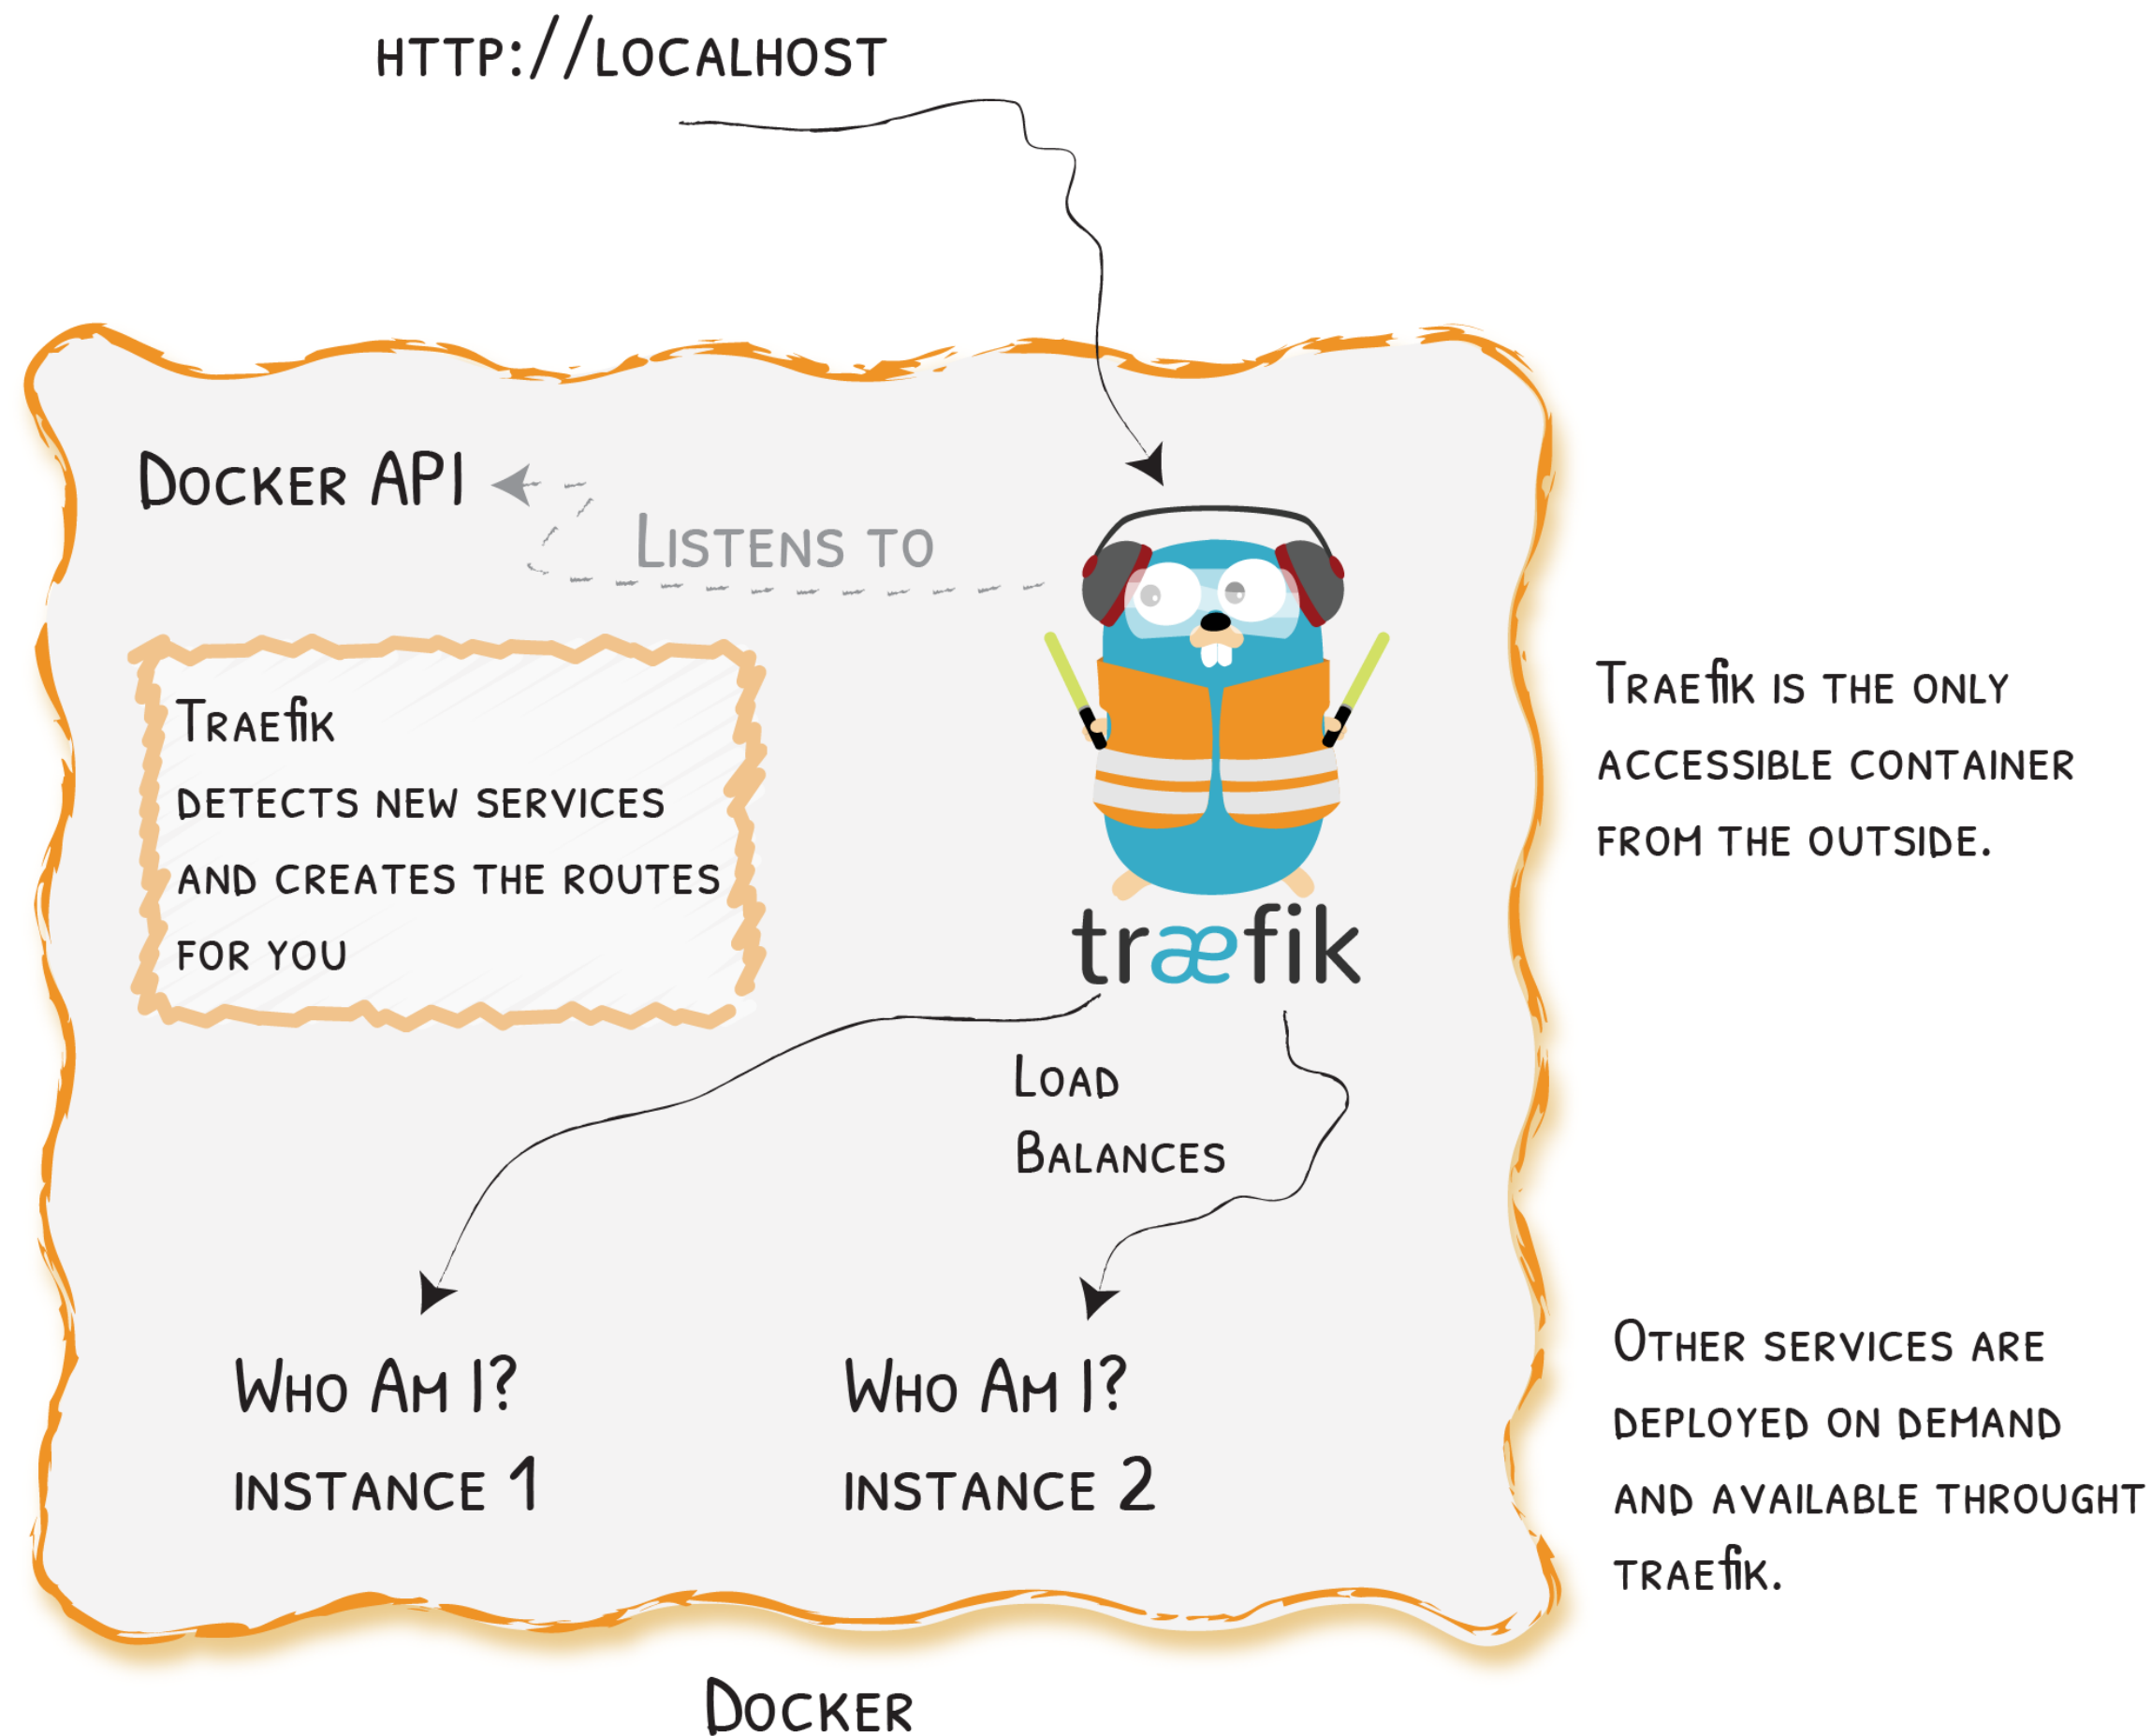 http://localhost
Docker API
Listens to
Traefik
detects new services
and creates the routes
for you
træfik
Traefik is the only
accessible container
from the outside.
Load
Balances
Who Am I?
instance 1
Who Am I?
instance 2
Other services are
deployed on demand
and available throught
traefik.
Docker